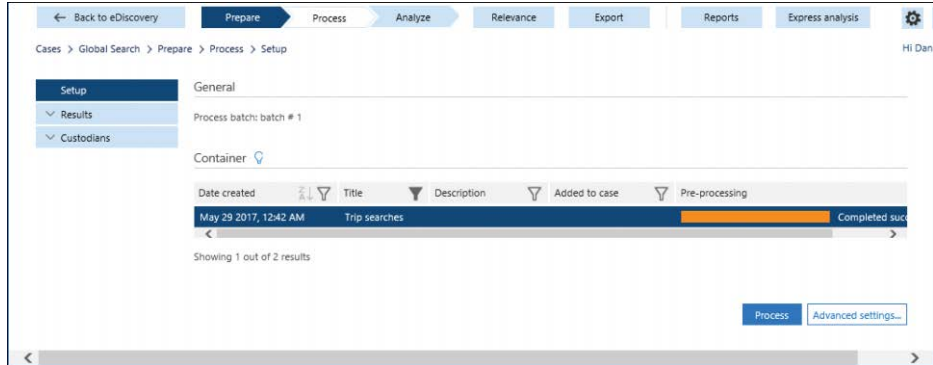 ← Back to eDiscovery Prepare Process Analyze Relevance Export Reports Express analysis
Cases > Global Search > Prepare > Process > Setup Hi Dan
Setup
Results
Custodians
General
Process batch: batch # 1
Container
Date created Title Description Added to case Pre-processing
May 29 2017, 12:42 AM Trip searches Completed succ
Showing 1 out of 2 results
Process Advanced settings...